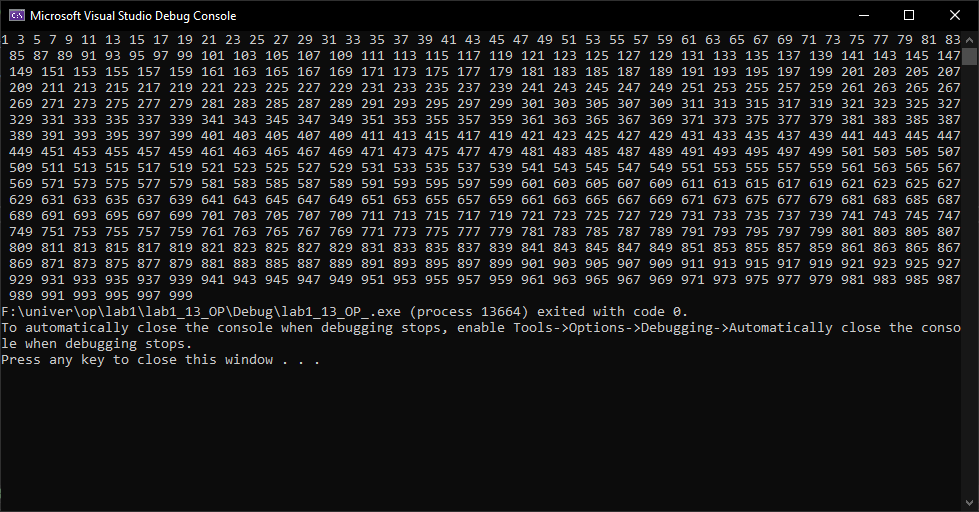 Microsoft Visual Studio Debug Console
1 3 5 7 9 11 13 15 17 19 21 23 25 27 29 31 33 35 37 39 41 43 45 47 49 51 53 55 57 59 61 63 65 67 69 71 73 75 77 79 81 83
85 87 89 91 93 95 97 99 101 103 105 107 109 111 113 115 117 119 121 123 125 127 129 131 133 135 137 139 141 143 145 147
149 151 153 155 157 159 161 163 165 167 169 171 173 175 177 179 181 183 185 187 189 191 193 195 197 199 201 203 205 207
209 211 213 215 217 219 221 223 225 227 229 231 233 235 237 239 241 243 245 247 249 251 253 255 257 259 261 263 265 267
269 271 273 275 277 279 281 283 285 287 289 291 293 295 297 299 301 303 305 307 309 311 313 315 317 319 321 323 325 327
329 331 333 335 337 339 341 343 345 347 349 351 353 355 357 359 361 363 365 367 369 371 373 375 377 379 381 383 385 387
389 391 393 395 397 399 401 403 405 407 409 411 413 415 417 419 421 423 425 427 429 431 433 435 437 439 441 443 445 447
449 451 453 455 457 459 461 463 465 467 469 471 473 475 477 479 481 483 485 487 489 491 493 495 497 499 501 503 505 507
509 511 513 515 517 519 521 523 525 527 529 531 533 535 537 539 541 543 545 547 549 551 553 555 557 559 561 563 565 567
569 571 573 575 577 579 581 583 585 587 589 591 593 595 597 599 601 603 605 607 609 611 613 615 617 619 621 623 625 627
629 631 633 635 637 639 641 643 645 647 649 651 653 655 657 659 661 663 665 667 669 671 673 675 677 679 681 683 685 687
689 691 693 695 697 699 701 703 705 707 709 711 713 715 717 719 721 723 725 727 729 731 733 735 737 739 741 743 745 747
749 751 753 755 757 759 761 763 765 767 769 771 773 775 777 779 781 783 785 787 789 791 793 795 797 799 801 803 805 807
809 811 813 815 817 819 821 823 825 827 829 831 833 835 837 839 841 843 845 847 849 851 853 855 857 859 861 863 865 867
869 871 873 875 877 879 881 883 885 887 889 891 893 895 897 899 901 903 905 907 909 911 913 915 917 919 921 923 925 927
929 931 933 935 937 939 941 943 945 947 949 951 953 955 957 959 961 963 965 967 969 971 973 975 977 979 981 983 985 987
989 991 993 995 997 999
F:\univer\op\lab1\lab1_13_OP\Debug\lab1_13_OP_.exe (process 13664) exited with code 0.
To automatically close the console when debugging stops, enable Tools->Options->Debugging->Automatically close the conso
le when debugging stops.
Press any key to close this window . . .